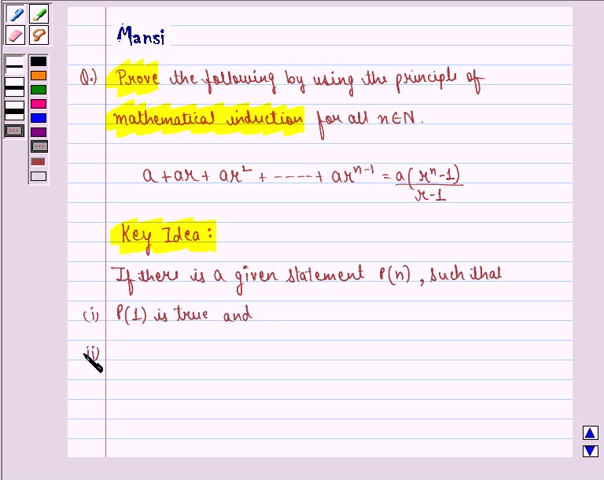 Mansi
Q.) Prove the following by using the principle of
mathematical induction for all n∈N.
a + ar + ar² + ---- + arⁿ⁻¹ = a(rⁿ-1)/r-1
Key Idea:
If there is a given statement P(n), such that
(i) P(1) is true and
(ii)